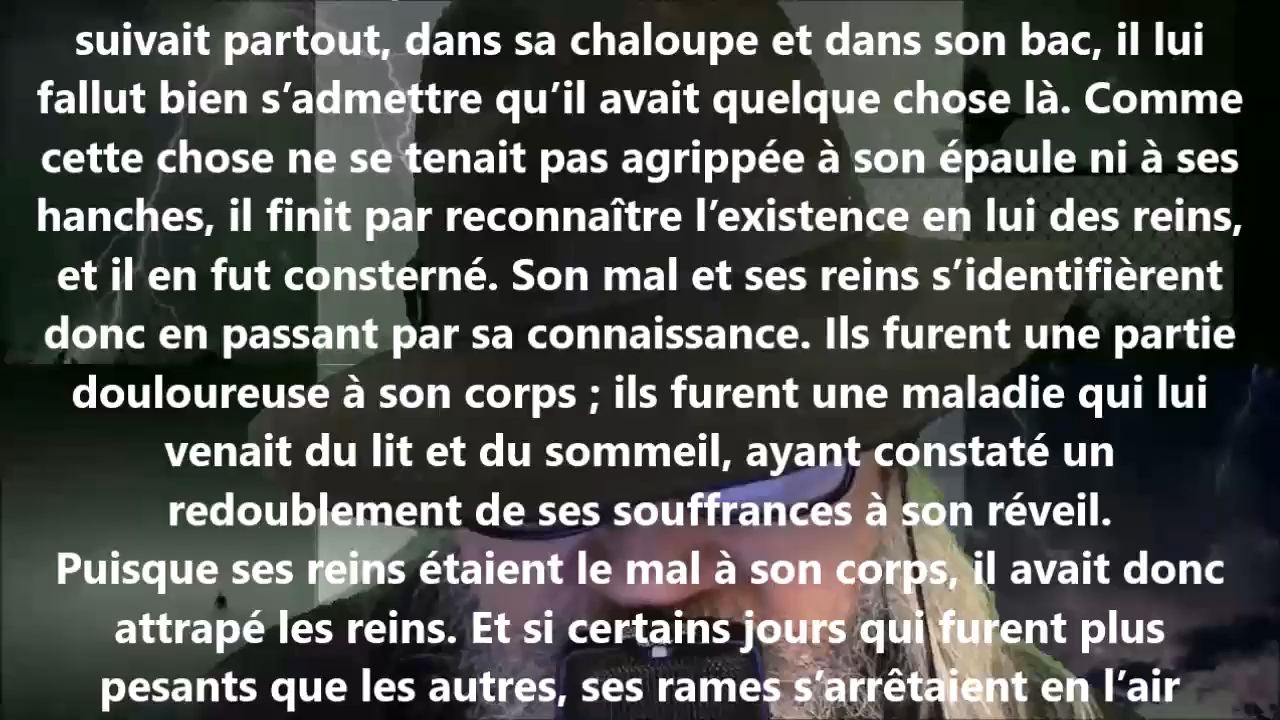 suivait partout, dans sa chaloupe et dans son bac, il lui
fallut bien s’admettre qu’il avait quelque chose là. Comme
cette chose ne se tenait pas agrippée à son épaule ni à ses
hanches, il finit par reconnaître l’existence en lui des reins,
et il en fut consterné. Son mal et ses reins s’identifièrent
donc en passant par sa connaissance. Ils furent une partie
douloureuse à son corps ; ils furent une maladie qui lui
venait du lit et du sommeil, ayant constaté un
redoublement de ses souffrances à son réveil.
Puisque ses reins étaient le mal à son corps, il avait donc
attrapé les reins. Et si certains jours qui furent plus
pesants que les autres, ses rames s’arrêtaient en l’air